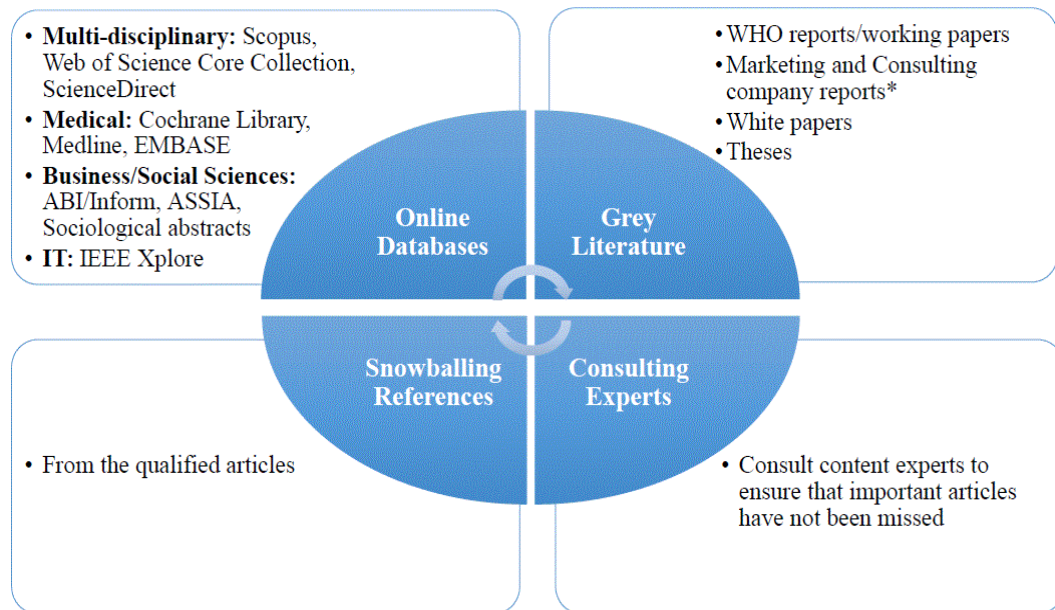 • Multi-disciplinary: Scopus,
Web of Science Core Collection,
ScienceDirect
• Medical: Cochrane Library,
Medline, EMBASE
• Business/Social Sciences:
ABI/Inform, ASSIA,
Sociological abstracts
• IT: IEEE Xplore
• WHO reports/working papers
• Marketing and Consulting
company reports*
• White papers
• Theses
Online
Databases
Grey
Literature
Snowballing
References
Consulting
Experts
• From the qualified articles
• Consult content experts to
ensure that important articles
have not been missed